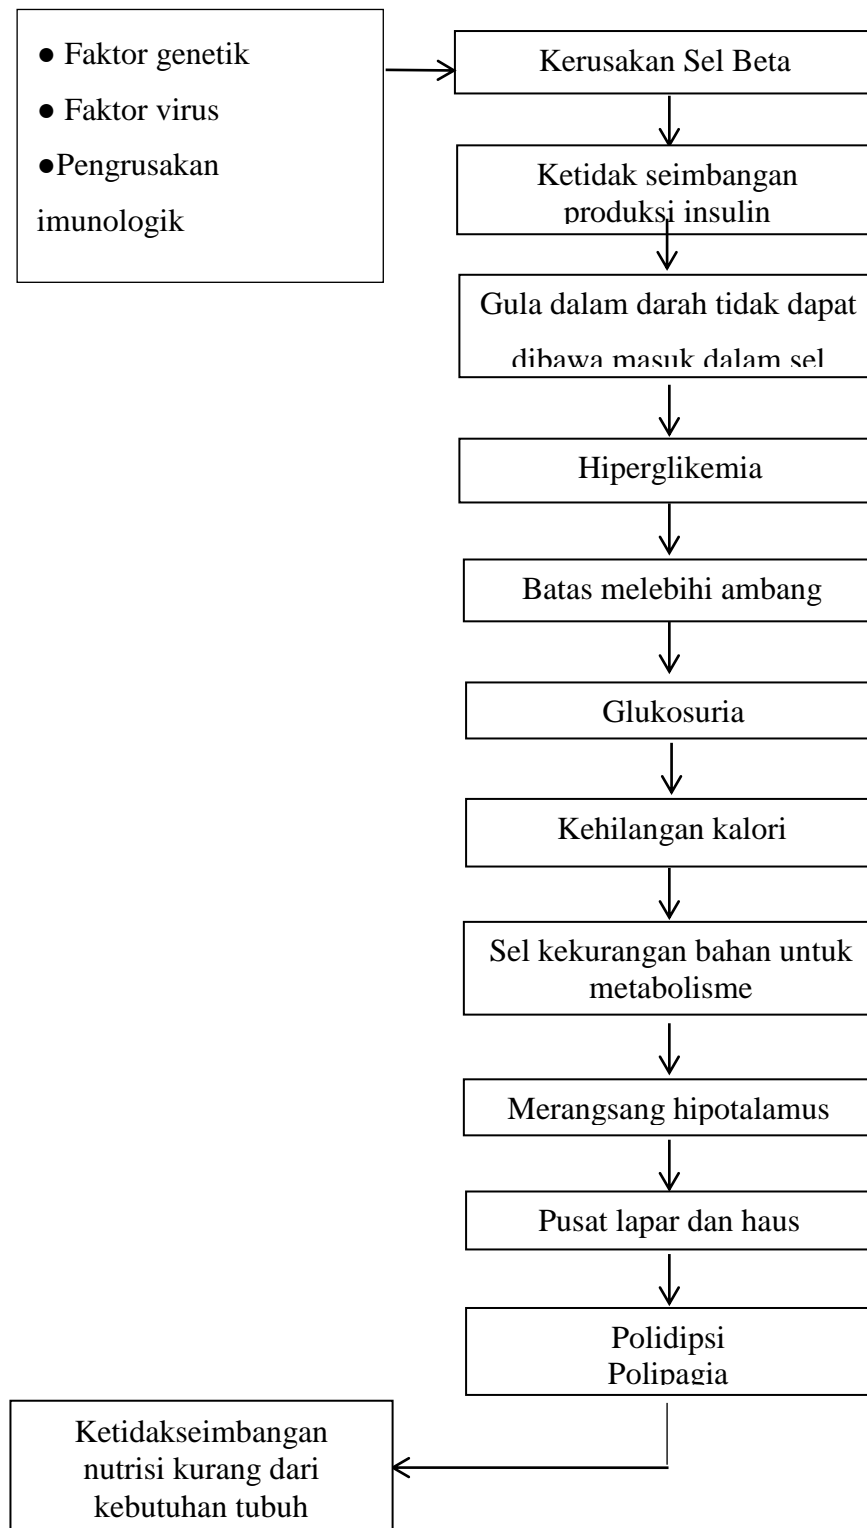 ● Faktor genetik
● Faktor virus
●Pengrusakan
imunologik
Kerusakan Sel Beta
Ketidak seimbangan
produksi insulin
Gula dalam darah tidak dapat
dibawa masuk dalam sel
Hiperglikemia
Batas melebihi ambang
Glukosuria
Kehilangan kalori
Sel kekurangan bahan untuk
metabolisme
Merangsang hipotalamus
Pusat lapar dan haus
Polidipsi
Polipagia
Ketidakseimbangan
nutrisi kurang dari
kebutuhan tubuh